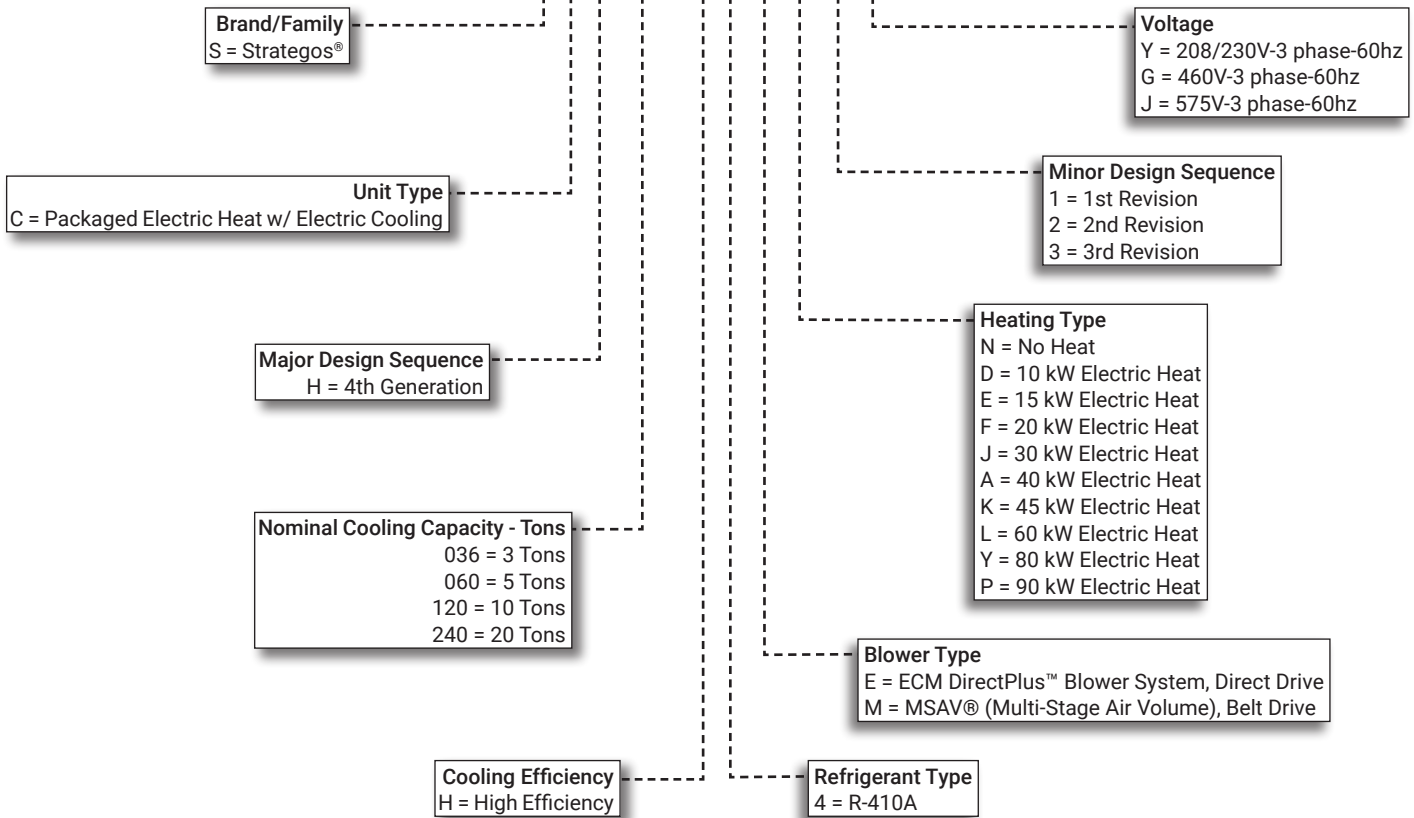 Brand/Family
S = Strategos®
Voltage
Y = 208/230V-3 phase-60hz
G = 460V-3 phase-60hz
J = 575V-3 phase-60hz
Unit Type
C = Packaged Electric Heat w/ Electric Cooling
Minor Design Sequence
1 = 1st Revision
2 = 2nd Revision
3 = 3rd Revision
Major Design Sequence
H = 4th Generation
Heating Type
N = No Heat
D = 10 kW Electric Heat
E = 15 kW Electric Heat
F = 20 kW Electric Heat
J = 30 kW Electric Heat
A = 40 kW Electric Heat
K = 45 kW Electric Heat
L = 60 kW Electric Heat
Y = 80 kW Electric Heat
P = 90 kW Electric Heat
Nominal Cooling Capacity - Tons
036 = 3 Tons
060 = 5 Tons
120 = 10 Tons
240 = 20 Tons
Blower Type
E = ECM DirectPlus™ Blower System, Direct Drive
M = MSAV® (Multi-Stage Air Volume), Belt Drive
Cooling Efficiency
H = High Efficiency
Refrigerant Type
4 = R-410A